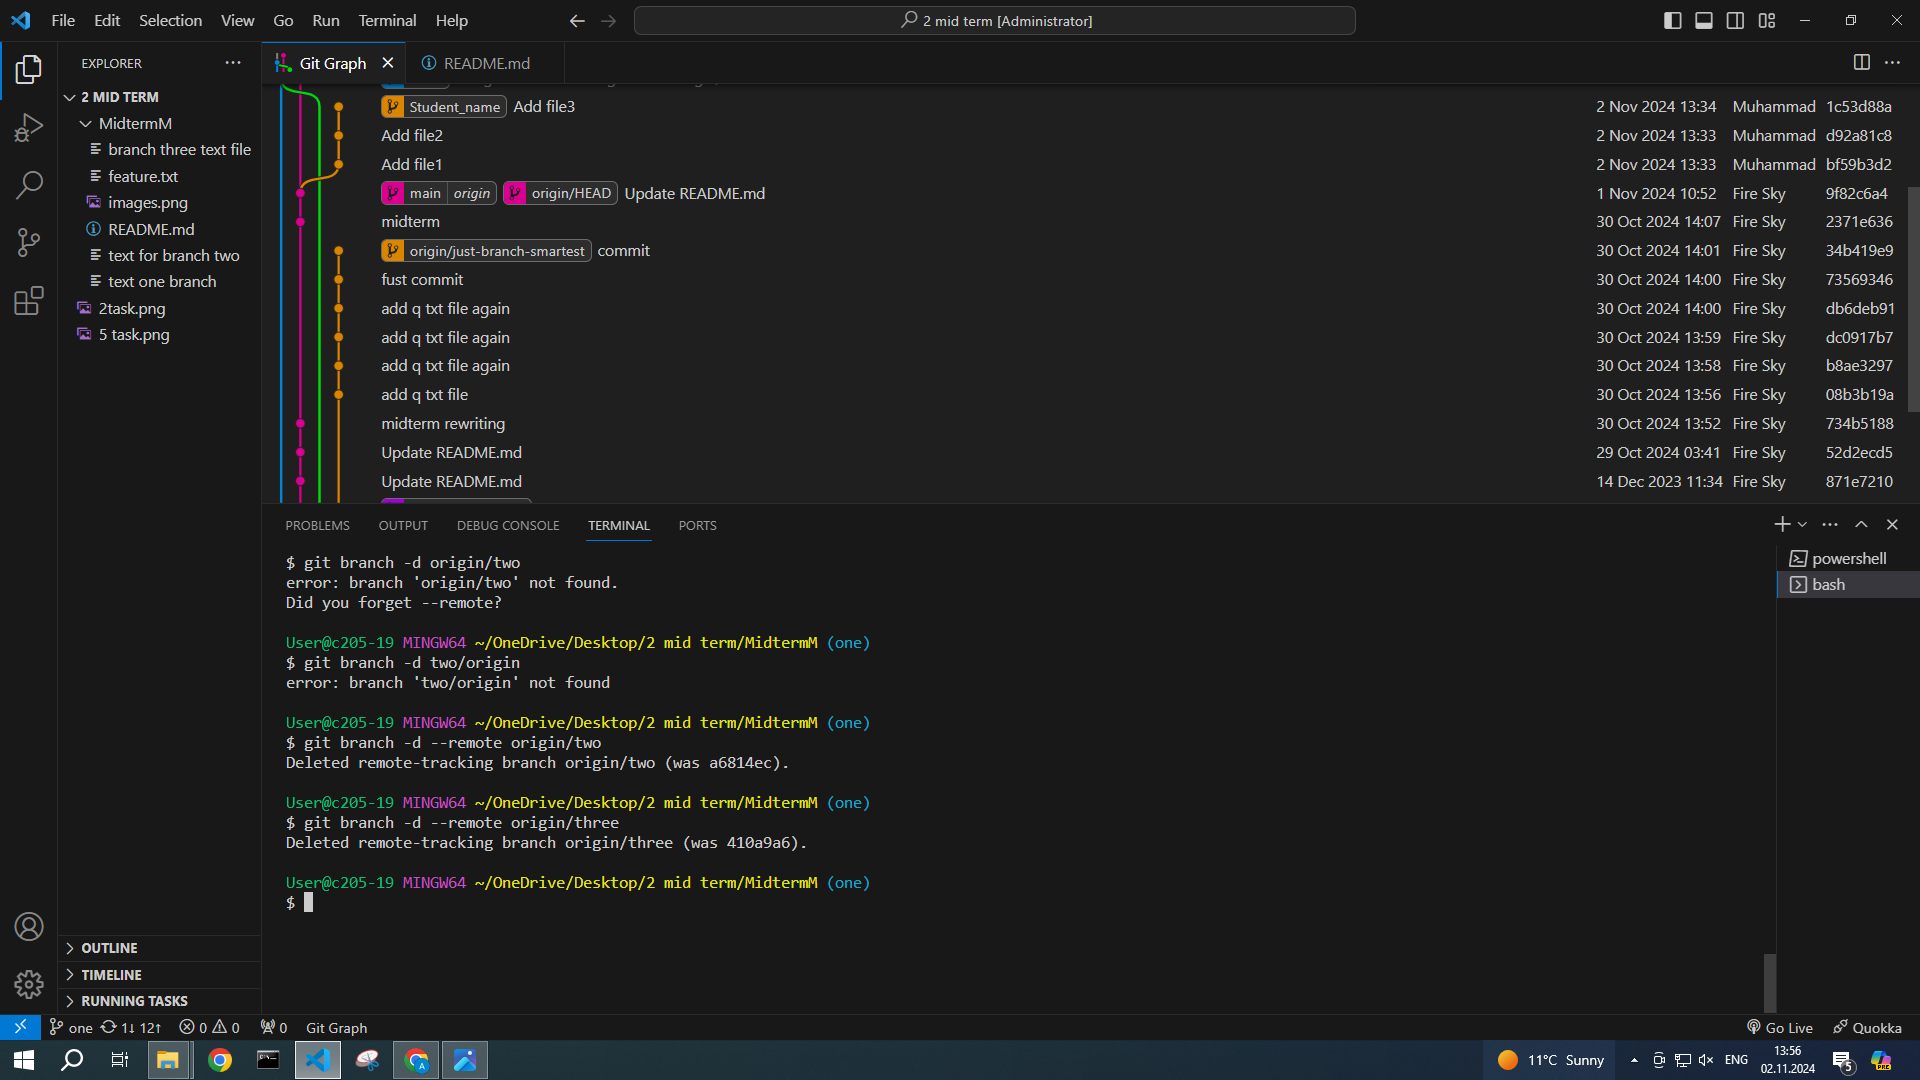 File Edit Selection View Go Run Terminal Help
2 mid term [Administrator]
EXPLORER
Git Graph
README.md
2 MID TERM
MidtermM
branch three text file
feature.txt
images.png
README.md
text for branch two
text one branch
2task.png
5 task.png
Student_name Add file3 2 Nov 2024 13:34 Muhammad 1c53d88a
Add file2 2 Nov 2024 13:33 Muhammad d92a81c8
Add file1 2 Nov 2024 13:33 Muhammad bf59b3d2
main origin origin/HEAD Update README.md 1 Nov 2024 10:52 Fire Sky 9f82c6a4
midterm 30 Oct 2024 14:07 Fire Sky 2371e636
origin/just-branch-smartest commit 30 Oct 2024 14:01 Fire Sky 34b419e9
fust commit 30 Oct 2024 14:00 Fire Sky 73569346
add q txt file again 30 Oct 2024 14:00 Fire Sky db6deb91
add q txt file again 30 Oct 2024 13:59 Fire Sky dc0917b7
add q txt file again 30 Oct 2024 13:58 Fire Sky b8ae3297
add q txt file 30 Oct 2024 13:56 Fire Sky 08b3b19a
midterm rewriting 30 Oct 2024 13:52 Fire Sky 734b5188
Update README.md 29 Oct 2024 03:41 Fire Sky 52d2ecd5
Update README.md 14 Dec 2023 11:34 Fire Sky 871e7210
PROBLEMS OUTPUT DEBUG CONSOLE TERMINAL PORTS
powershell
bash
$ git branch -d origin/two
error: branch 'origin/two' not found.
Did you forget --remote?
User@c205-19 MINGW64 ~/OneDrive/Desktop/2 mid term/MidtermM (one)
$ git branch -d two/origin
error: branch 'two/origin' not found
User@c205-19 MINGW64 ~/OneDrive/Desktop/2 mid term/MidtermM (one)
$ git branch -d --remote origin/two
Deleted remote-tracking branch origin/two (was a6814ec).
User@c205-19 MINGW64 ~/OneDrive/Desktop/2 mid term/MidtermM (one)
$ git branch -d --remote origin/three
Deleted remote-tracking branch origin/three (was 410a9a6).
User@c205-19 MINGW64 ~/OneDrive/Desktop/2 mid term/MidtermM (one)
$
OUTLINE
TIMELINE
RUNNING TASKS
one 1↓ 12↑ 0 0 0 Git Graph Go Live Quokka
11°C Sunny ENG 13:56
02.11.2024
5